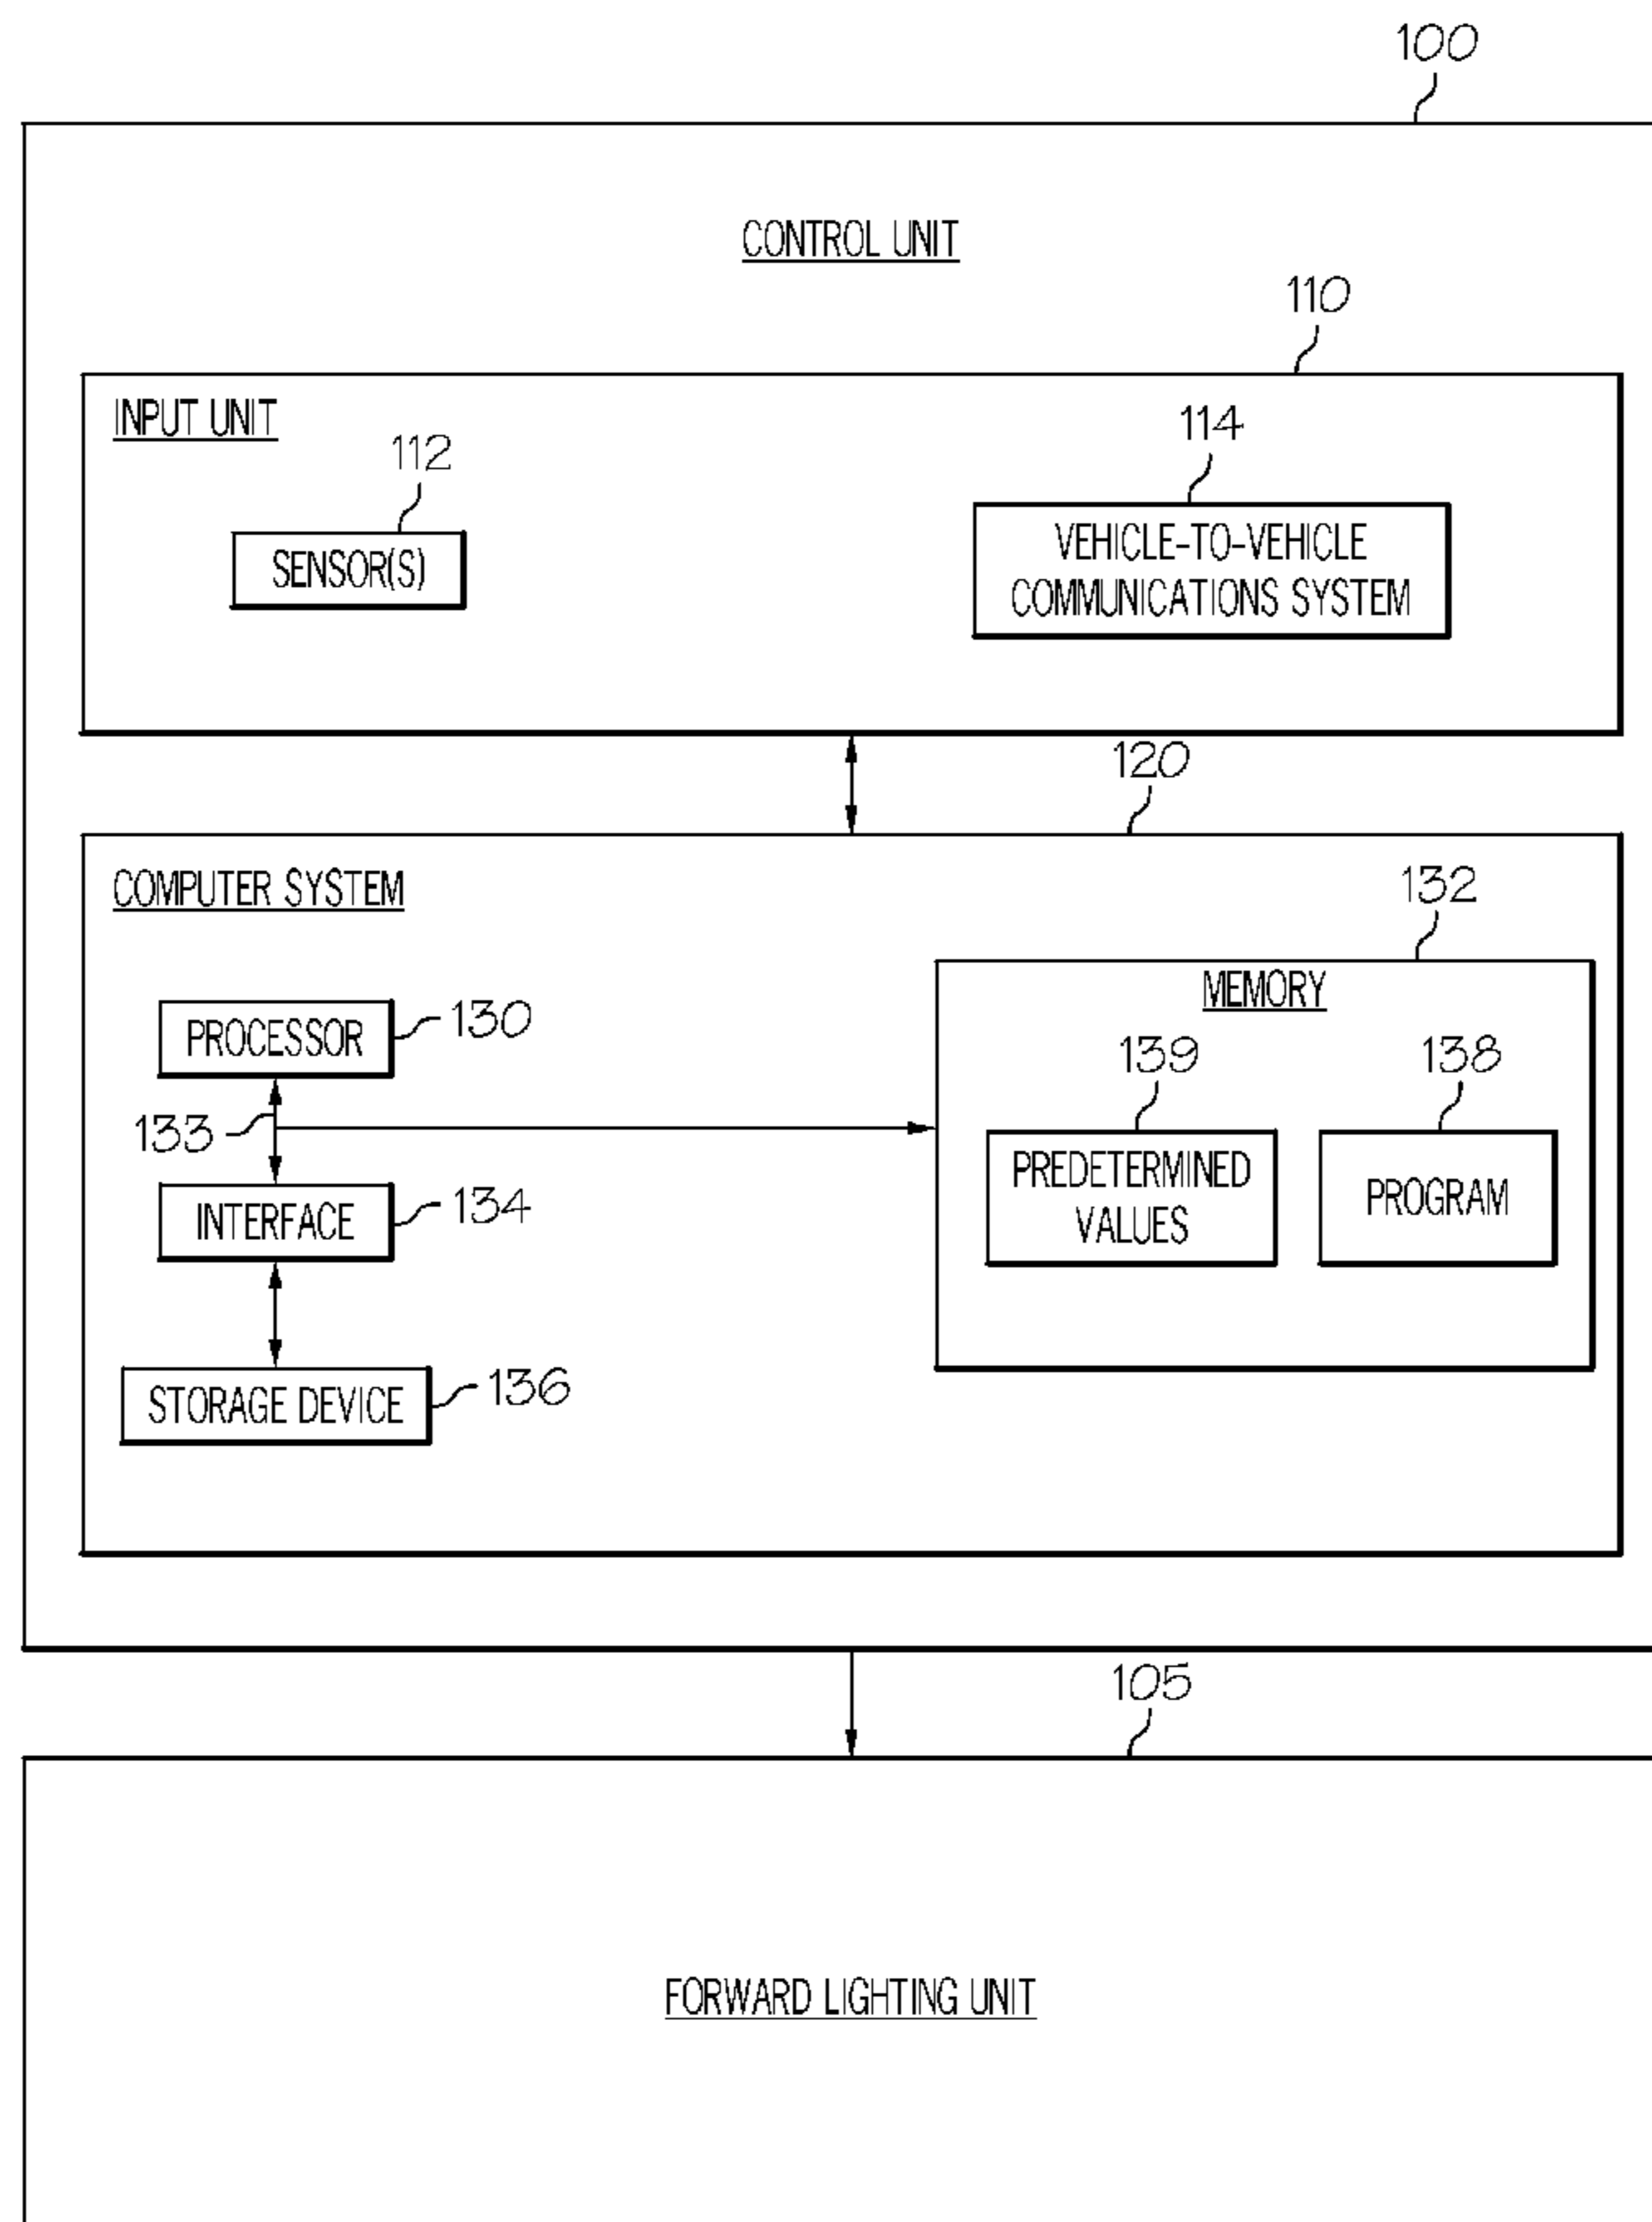 100
CONTROL UNIT
110
INPUT UNIT
112
SENSOR(S)
114
VEHICLE-TO-VEHICLE
COMMUNICATIONS SYSTEM
120
COMPUTER SYSTEM
132
MEMORY
PROCESSOR
130
133
139
138
PREDETERMINED
VALUES
PROGRAM
INTERFACE
134
STORAGE DEVICE
136
105
FORWARD LIGHTING UNIT